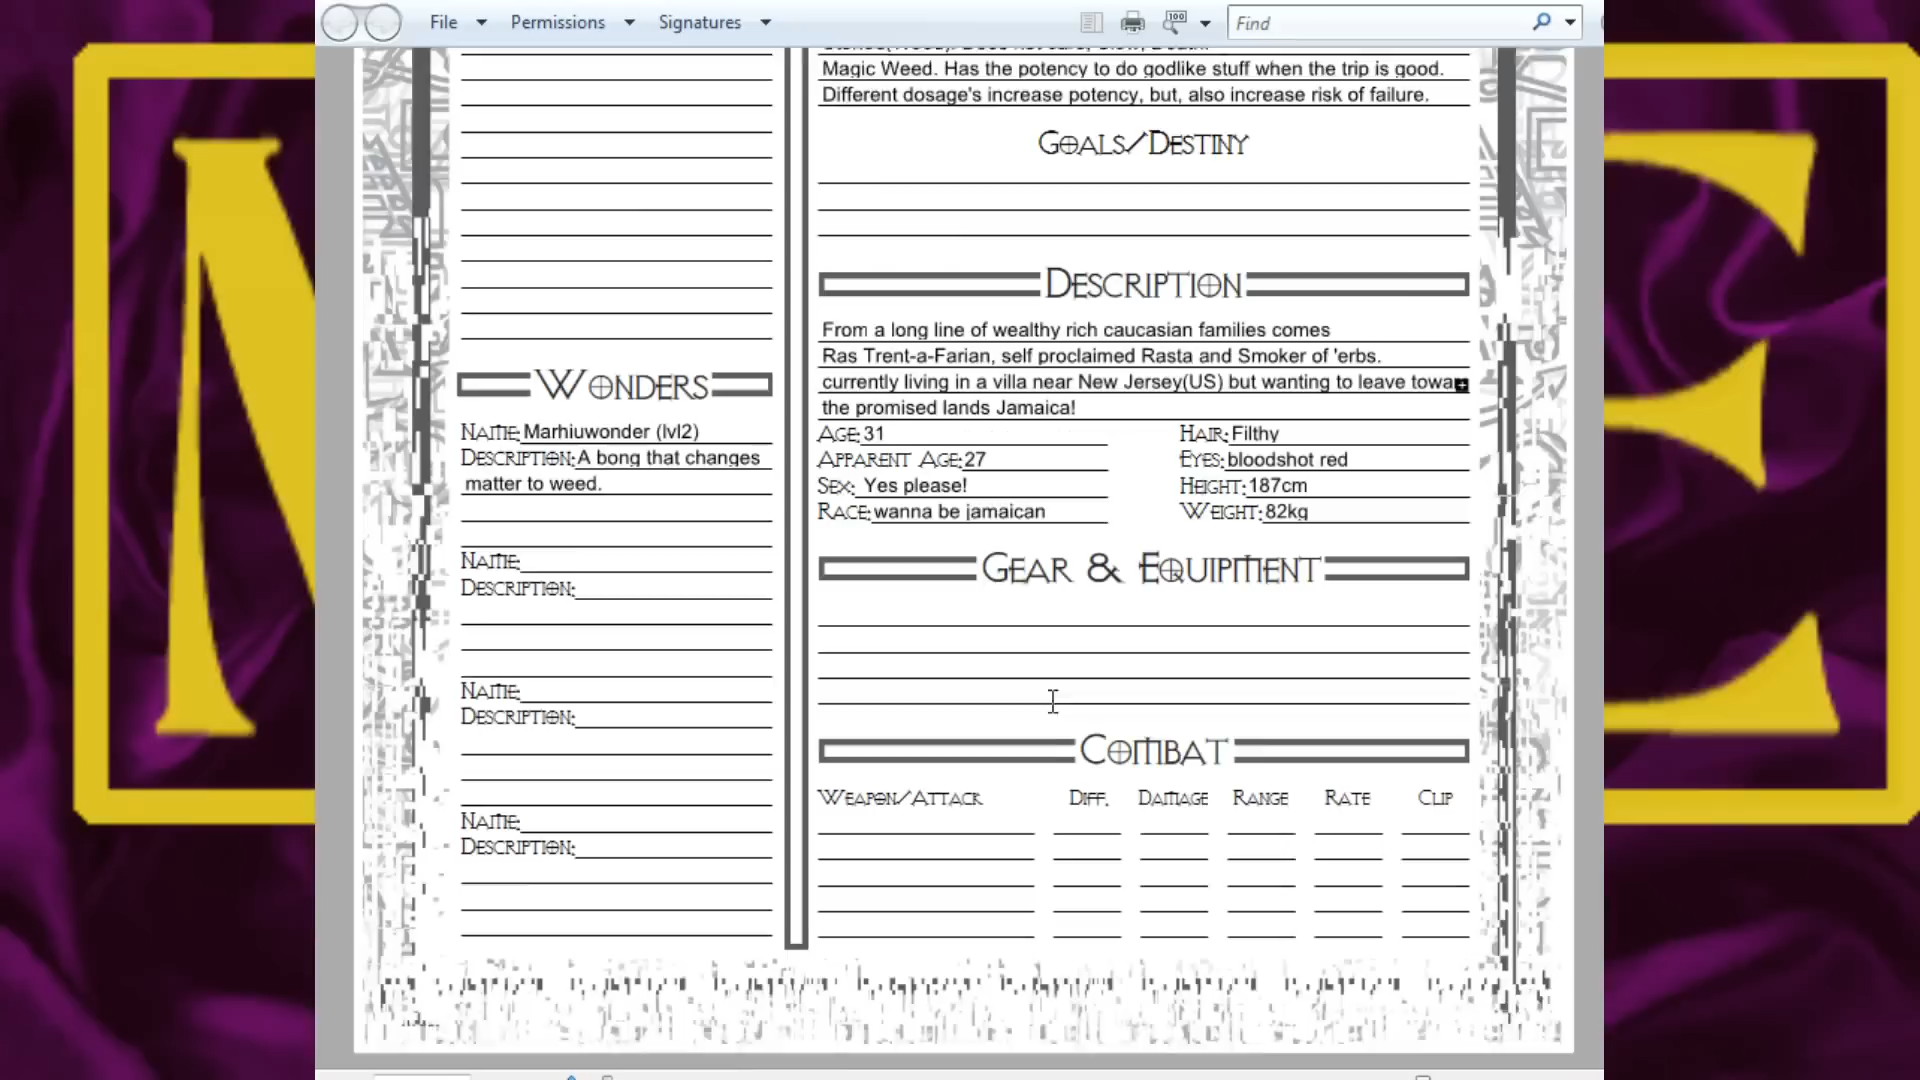 File
Permissions
Signatures
100
Find
Magic Weed. Has the potency to do godlike stuff when the trip is good.
Different dosage's increase potency, but, also increase risk of failure.
GOALS/DESTINY
DESCRIPTION
From a long line of wealthy rich caucasian families comes
Ras Trent-a-Farian, self proclaimed Rasta and Smoker of 'erbs.
currently living in a villa near New Jersey(US) but wanting to leave towa
the promised lands Jamaica!
AGE: 31
HAIR: Filthy
APPARENT AGE: 27
EYES: bloodshot red
SEX: Yes please!
HEIGHT: 187cm
RACE: wanna be jamaican
WEIGHT: 82kg
GEAR & EQUIPMENT
COMBAT
WEAPON/ATTACK DIFF. DAMAGE RANGE RATE CLIP
WONDERS
NAME: Marhiuwonder (lvl2)
DESCRIPTION: A bong that changes
matter to weed.
NAME:
DESCRIPTION:
NAME:
DESCRIPTION:
NAME:
DESCRIPTION: